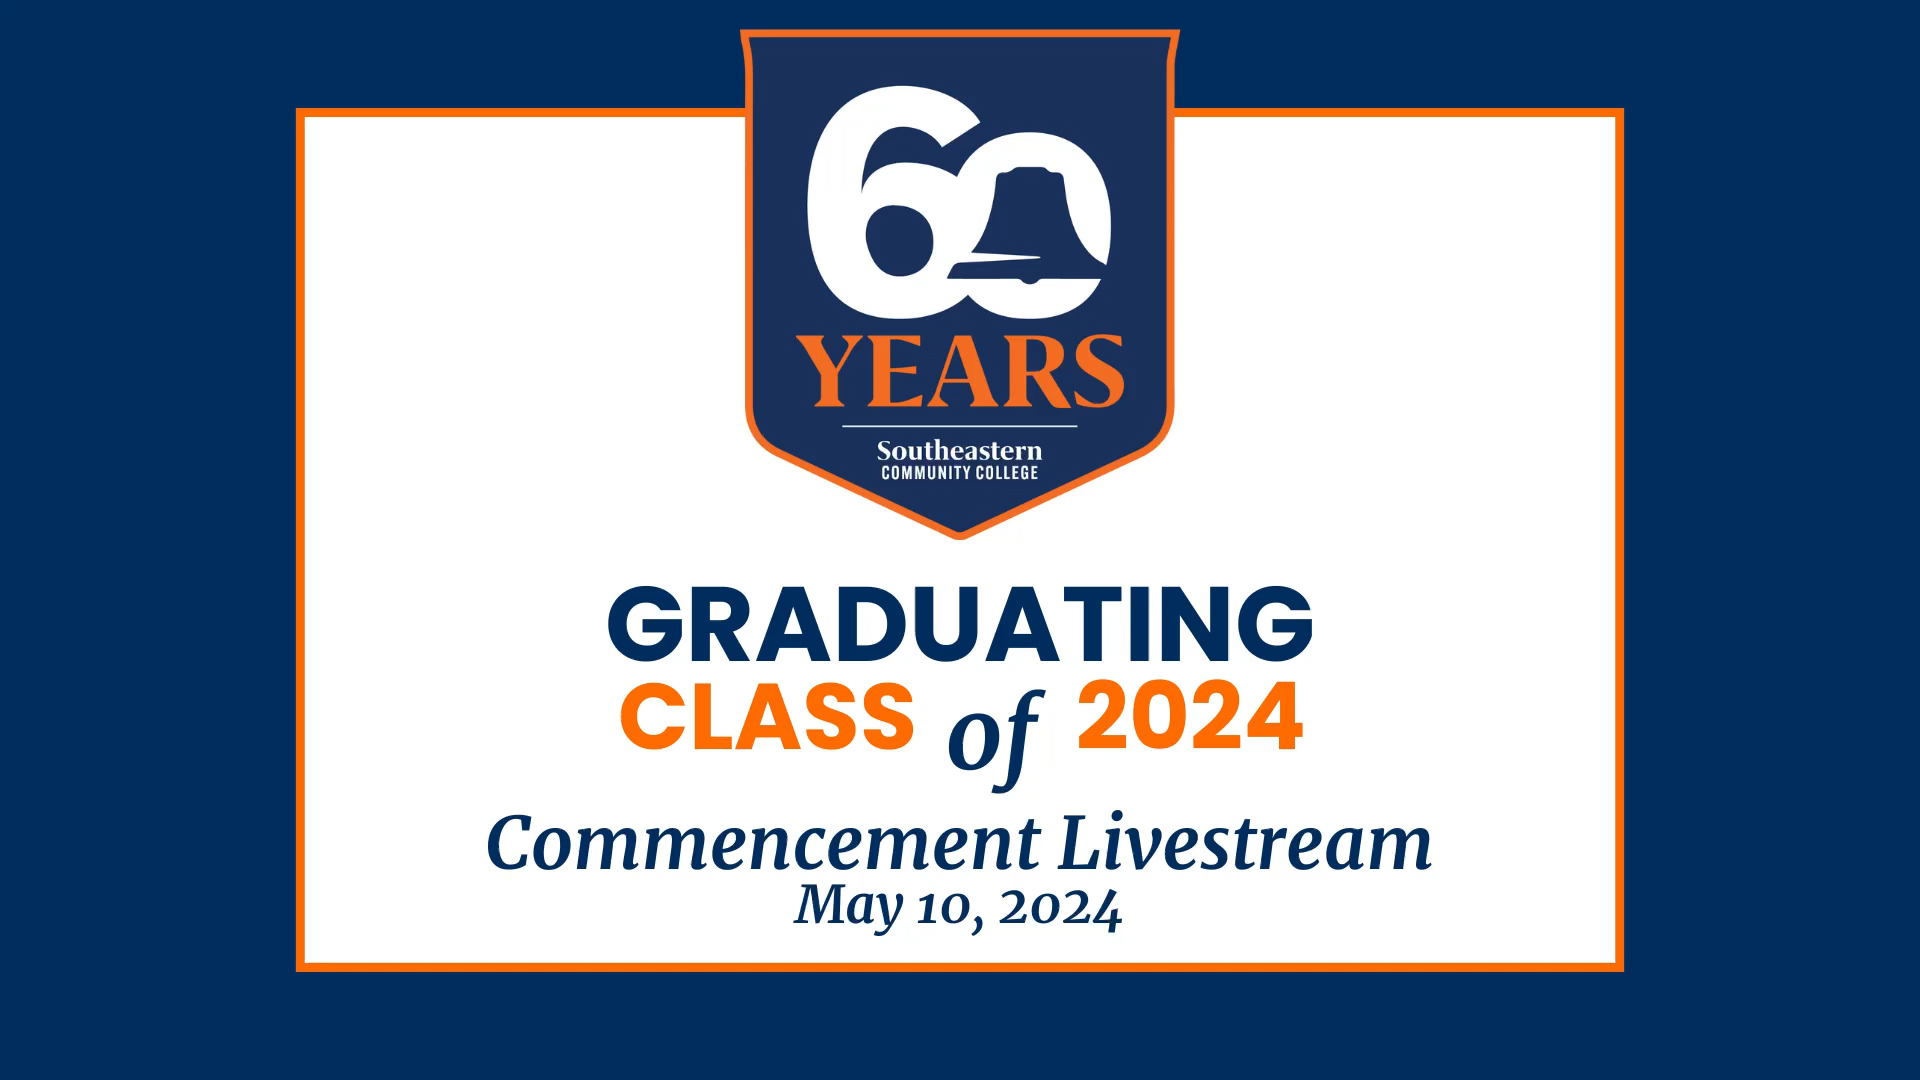 60
YEARS
Southeastern
COMMUNITY COLLEGE
GRADUATING
CLASS of 2024
Commencement Livestream
May 10, 2024